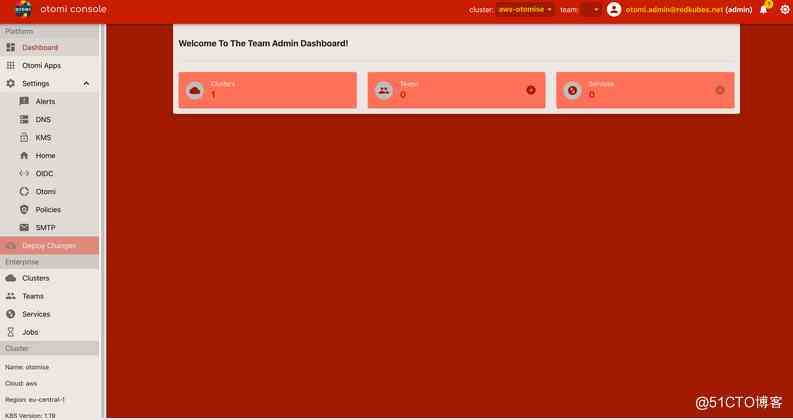 otomi console
cluster: aws-otomise team: otomi.admin@redkubes.net (admin)
Platform
Dashboard
Otomi Apps
Settings
Alerts
DNS
KMS
Home
OIDC
Otomi
Policies
SMTP
Deploy Changes
Enterprise
Clusters
Teams
Services
Jobs
Cluster
Name: otomise
Cloud: aws
Region: eu-central-1
K8S Version: 1.19
Welcome To The Team Admin Dashboard!
Clusters
1
Teams
0
Services
0
@51CTO博客